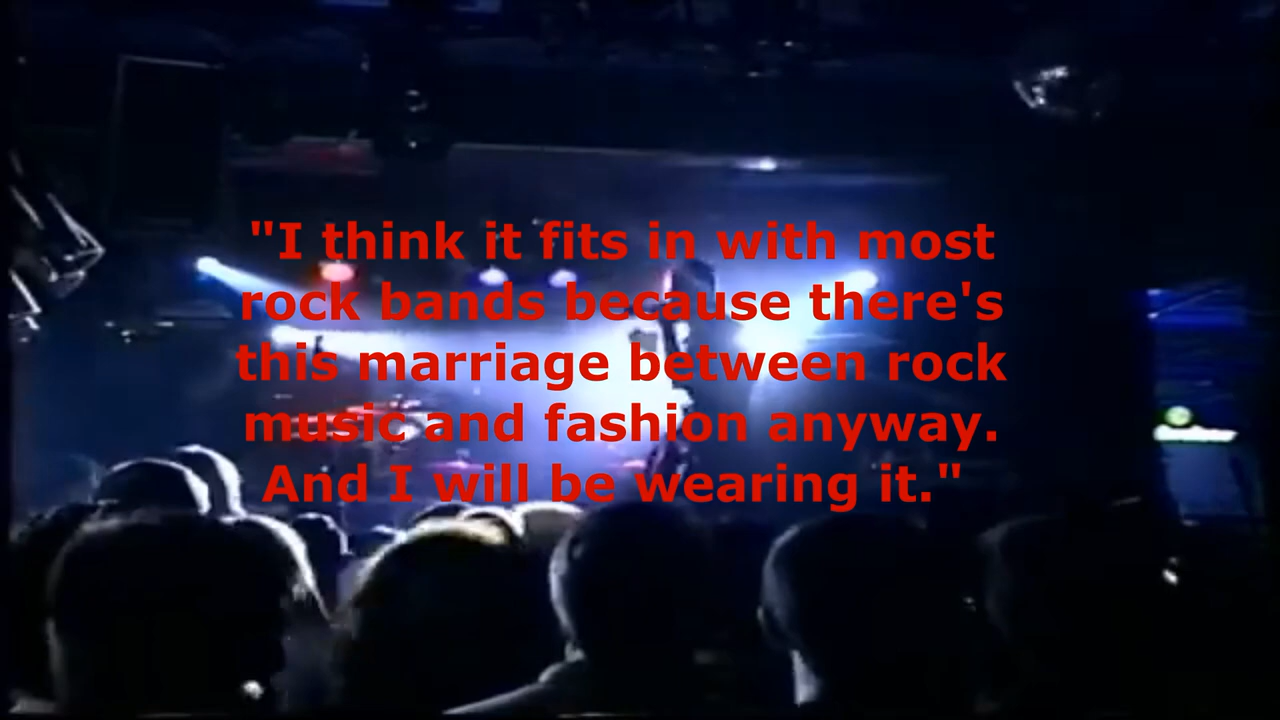 "I think it fits in with most
rock bands because there's
this marriage between rock
music and fashion anyway.
And I will be wearing it."